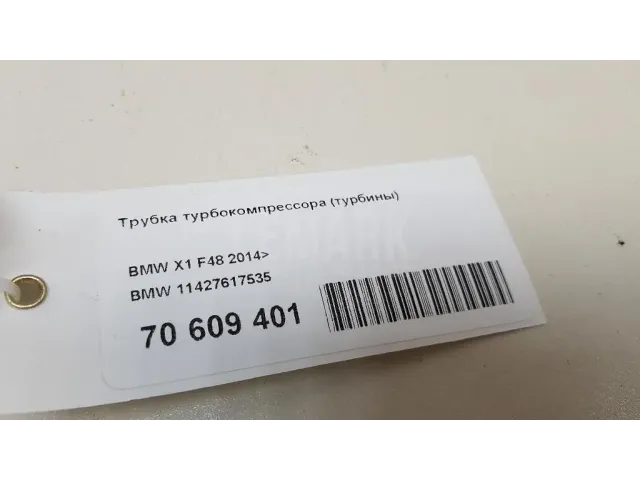 Трубка турбокомпрессора (турбины)
BMW X1 F48 2014>
BMW 11427617535
70 609 401